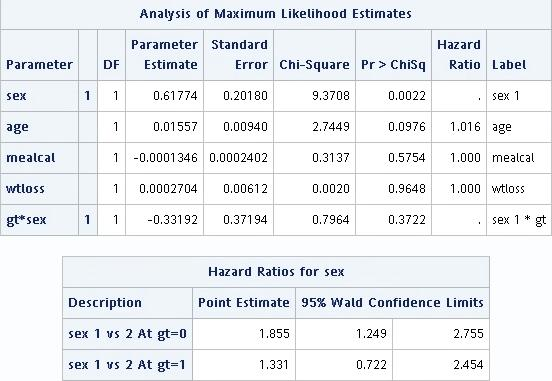 Analysis of Maximum Likelihood Estimates
Parameter DF Parameter Estimate Standard Error Chi-Square Pr > ChiSq Hazard Ratio Label
sex 1 1 0.61774 0.20180 9.3708 0.0022 . sex 1
age 1 0.01557 0.00940 2.7449 0.0976 1.016 age
mealcal 1 -0.0001346 0.0002402 0.3137 0.5754 1.000 mealcal
wtloss 1 0.0002704 0.00612 0.0020 0.9648 1.000 wtloss
gt*sex 1 1 -0.33192 0.37194 0.7964 0.3722 . sex 1 * gt
Hazard Ratios for sex
Description Point Estimate 95% Wald Confidence Limits
sex 1 vs 2 At gt=0 1.855 1.249 2.755
sex 1 vs 2 At gt=1 1.331 0.722 2.454